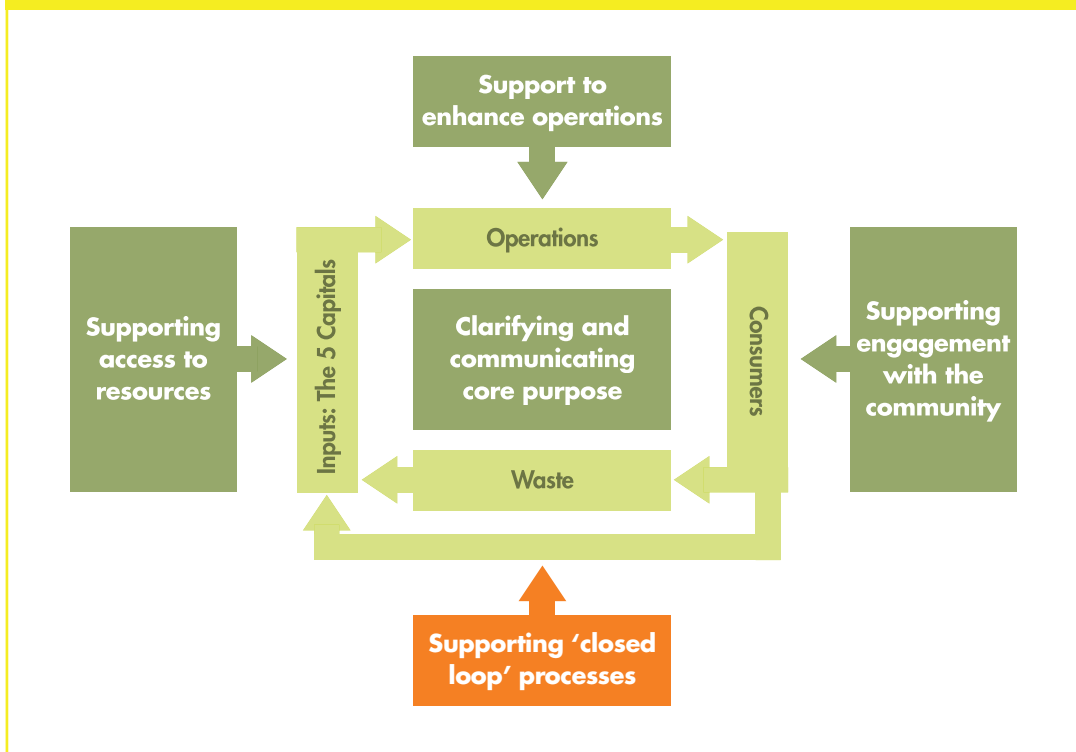 Support to
enhance operations
Operations
Supporting
access to
resources
Inputs: The 5 Capitals
Clarifying and
communicating
core purpose
Consumers
Supporting
engagement
with the
community
Waste
Supporting ‘closed
loop’ processes